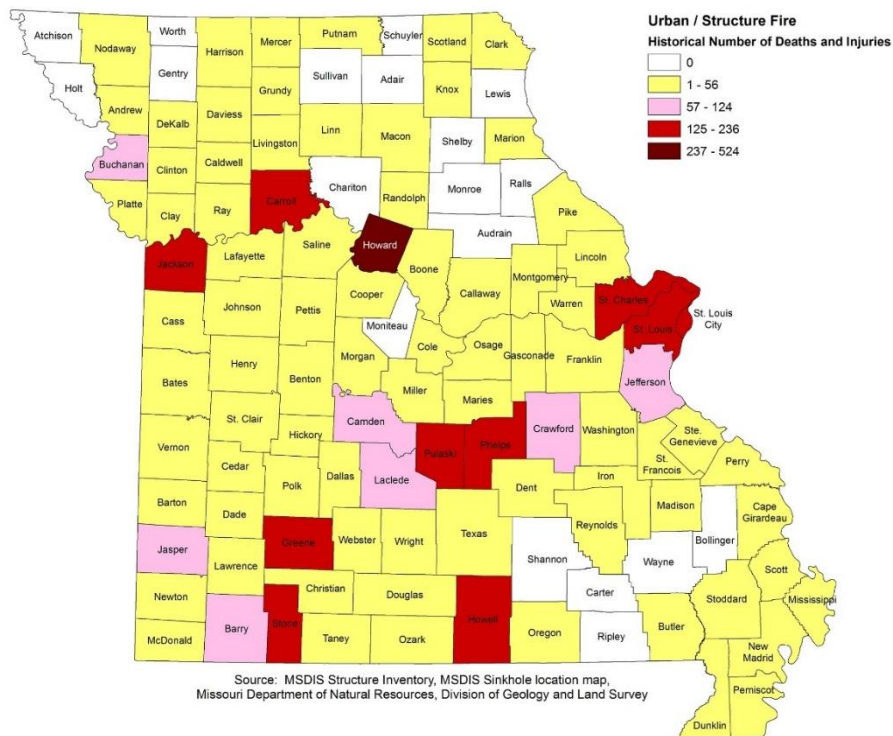 Urban / Structure Fire
Historical Number of Deaths and Injuries
0
1 - 56
57 - 124
125 - 236
237 - 524
Atchison
Nodaway
Worth
Harrison
Mercer
Putnam
Schuyler
Scotland
Clark
Gentry
Sullivan
Adair
Holt
Grundy
Knox
Lewis
Andrew
DeKalb
Daviess
Linn
Macon
Shelby
Marion
Livingston
Buchanan
Clinton
Caldwell
Chariton
Monroe
Ralls
Platte
Clay
Ray
Carroll
Randolph
Pike
Audrain
Jackson
Lafayette
Saline
Howard
Boone
Lincoln
Callaway
Montgomery
Cooper
Warren
St. Charles
St. Louis
City
Cass
Johnson
Pettis
Moniteau
St. Louis
Morgan
Cole
Osage
Gasconade
Franklin
Henry
Jefferson
Bates
Benton
Miller
Maries
St. Clair
Camden
Crawford
Washington
Ste.
Genevieve
Vernon
Hickory
Pulaski
Phelps
St.
Francois
Cedar
Perry
Polk
Dallas
Laclede
Dent
Iron
Barton
Madison
Cape
Girardeau
Dade
Reynolds
Texas
Greene
Webster
Wright
Bollinger
Jasper
Shannon
Wayne
Lawrence
Scott
Christian
Douglas
Carter
Stoddard
Mississippi
Newton
Stone
Howell
Barry
Taney
Ozark
Oregon
Ripley
Butler
McDonald
New
Madrid
Pemiscot
Dunklin
Source: MSDIS Structure Inventory, MSDIS Sinkhole location map,
Missouri Department of Natural Resources, Division of Geology and Land Survey